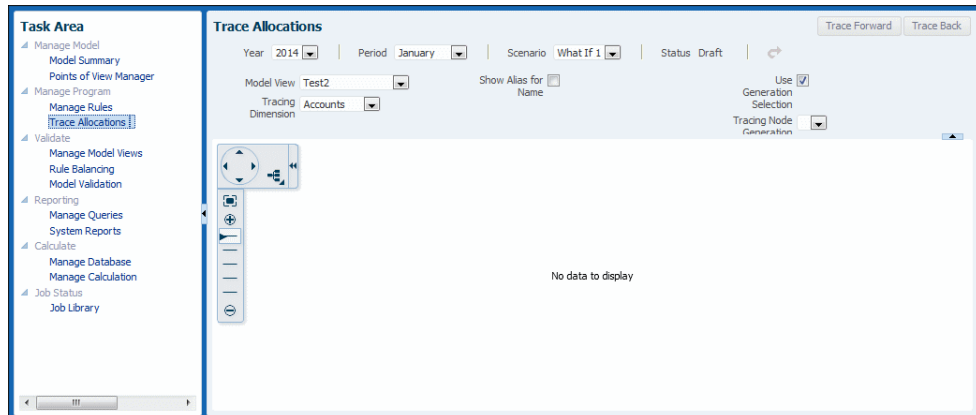 Task Area
Manage Model
Model Summary
Points of View Manager
Manage Program
Manage Rules
Trace Allocations
Validate
Manage Model Views
Rule Balancing
Model Validation
Reporting
Manage Queries
System Reports
Calculate
Manage Database
Manage Calculation
Job Status
Job Library
Trace Allocations
Trace Forward Trace Back
Year 2014 Period January Scenario What If 1 Status Draft
Model View Test2
Tracing
Dimension Accounts
Show Alias for
Name
Use
Generation
Selection
Tracing Node
Generation
No data to display